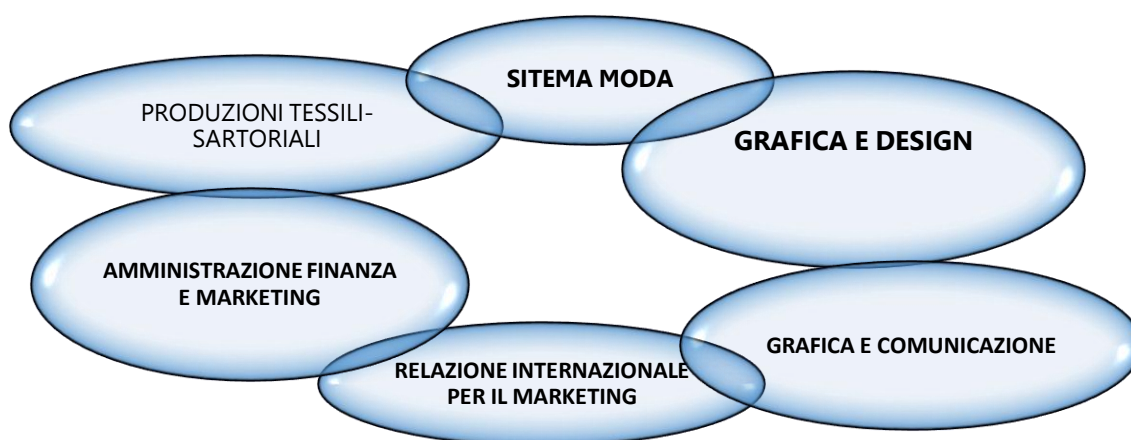 SITEMA MODA
PRODUZIONI TESSILI-
SARTORIALI
GRAFICA E DESIGN
AMMINISTRAZIONE FINANZA
E MARKETING
GRAFICA E COMUNICAZIONE
RELAZIONE INTERNAZIONALE
PER IL MARKETING